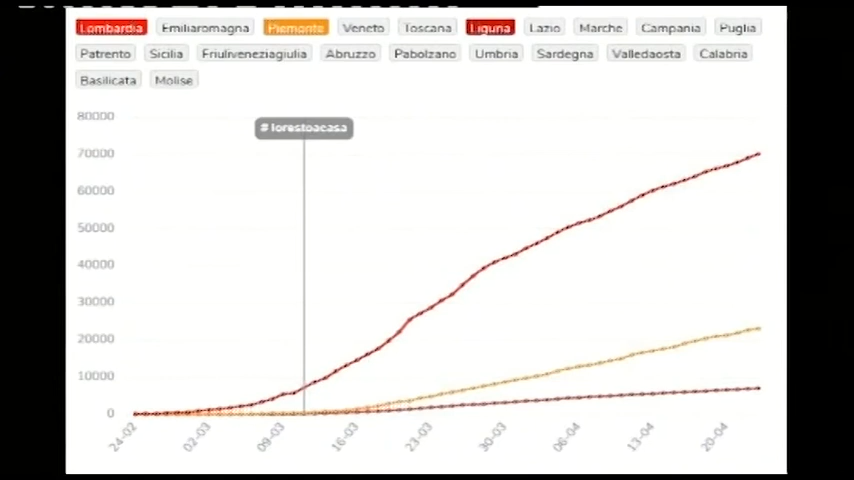 Lombardia Emiliaromagna Piemonte Veneto Toscana Liguria Lazio Marche Campania Puglia
Patrento Sicilia Friuliveneziagiulia Abruzzo Pabolzano Umbria Sardegna Valledaosta Calabria
Basilicata Molise
80000
# Iorestoacasa
70000
60000
50000
40000
30000
20000
10000
0
24-02 02-03 09-03 16-03 23-03 30-03 06-04 13-04 20-04